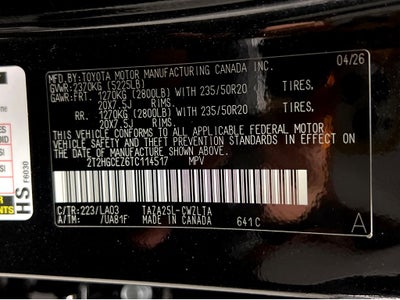 04/26
MFD.BY:TOYOTA MOTOR MANUFACTURING CANADA INC.
GVWR:2370KG (5225LB)
GAWR:FRT. 1270KG (2800LB) WITH 235/50R20 TIRES,
20X7.5J RIMS,
RR. 1270KG (2800LB) WITH 235/50R20 TIRES,
20X7.5J RIMS,
THIS VEHICLE CONFORMS TO ALL APPLICABLE FEDERAL MOTOR
VEHICLE SAFETY AND THEFT PREVENTION STANDARDS IN
EFFECT ON THE DATE OF MANUFACTURE SHOWN ABOVE.
2T2HGCEZ6TC114517 MPV
C/TR:223/LA03 TAZA25L-CWZLTA
A/TM: /UA81F MADE IN CANADA 641C
A
HS F6030